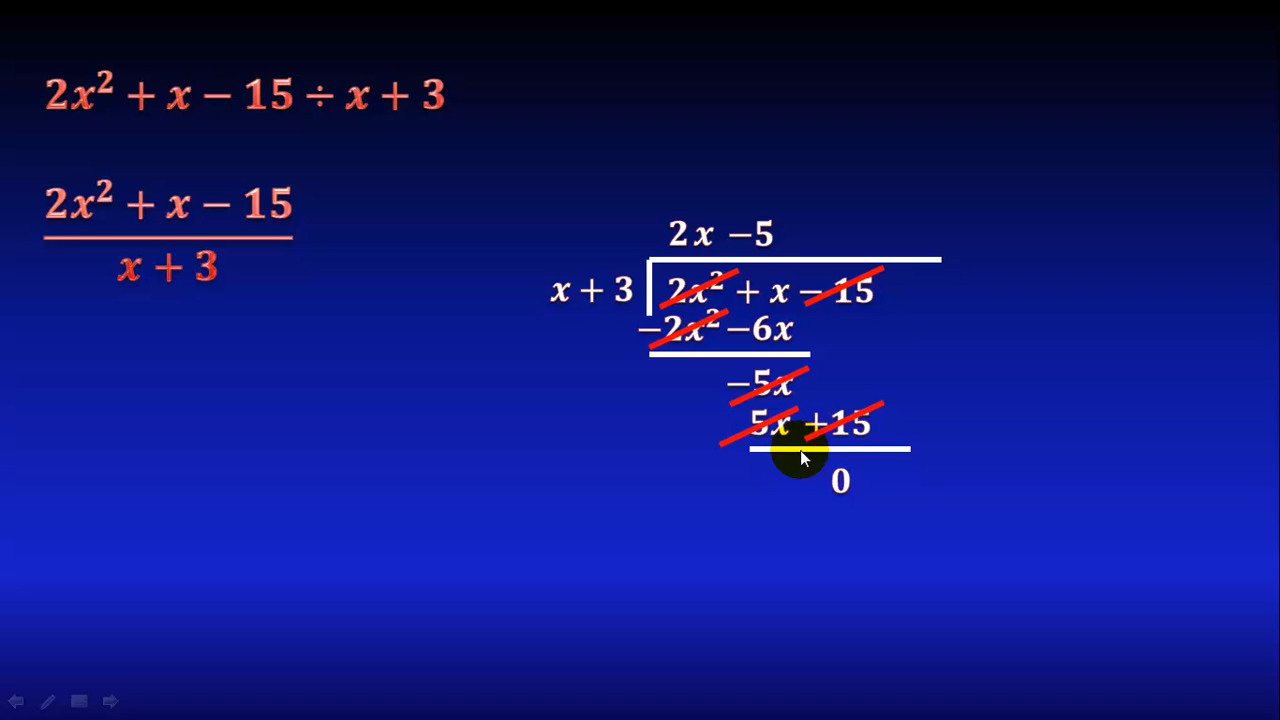 2x² + x − 15 ÷ x + 3
2x² + x − 15
x + 3
2x −5
x + 3 2x² + x − 15
−2x² −6x
−5x
5x +15
0